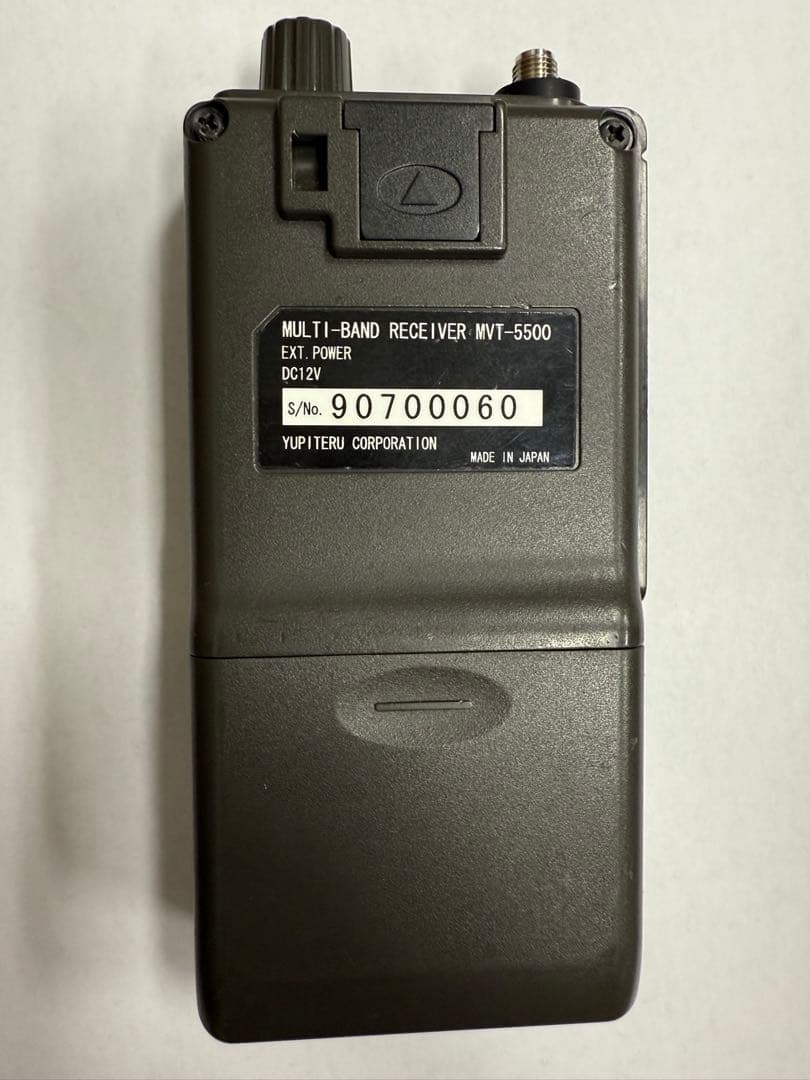 MULTI-BAND RECEIVER MVT-5500
EXT. POWER
DC12V
S/No. 90700060
YUPITERU CORPORATION
MADE IN JAPAN